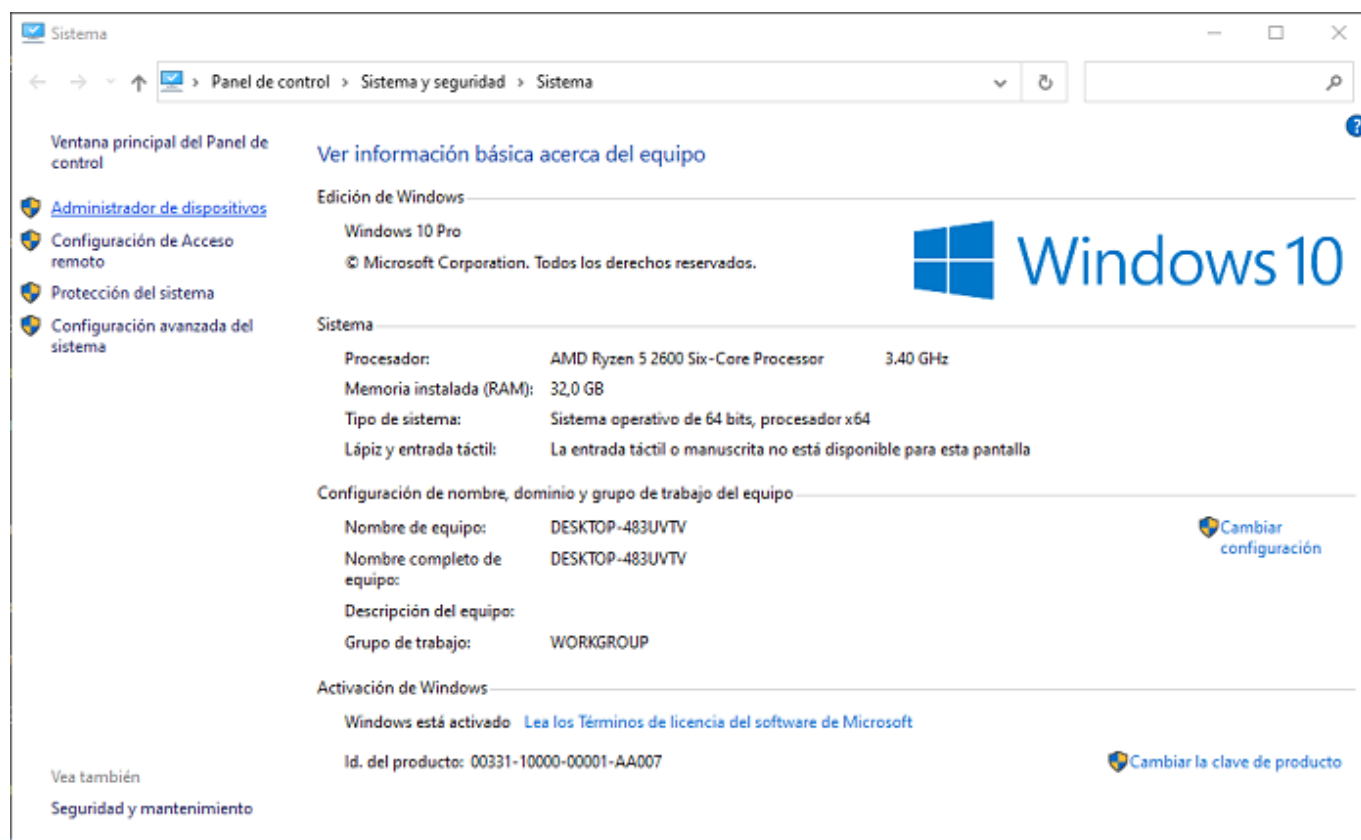 Sistema
Panel de control > Sistema y seguridad > Sistema
?
Ventana principal del Panel de
control
Administrador de dispositivos
Configuración de Acceso
remoto
Protección del sistema
Configuración avanzada del
sistema
Vea también
Seguridad y mantenimiento
Ver información básica acerca del equipo
Edición de Windows
Windows 10 Pro
© Microsoft Corporation. Todos los derechos reservados.
Windows 10
Sistema
Procesador: AMD Ryzen 5 2600 Six-Core Processor 3.40 GHz
Memoria instalada (RAM): 32,0 GB
Tipo de sistema: Sistema operativo de 64 bits, procesador x64
Lápiz y entrada táctil: La entrada táctil o manuscrita no está disponible para esta pantalla
Configuración de nombre, dominio y grupo de trabajo del equipo
Nombre de equipo: DESKTOP-483UVTV
Cambiar
configuración
Nombre completo de DESKTOP-483UVTV
equipo:
Descripción del equipo:
Grupo de trabajo: WORKGROUP
Activación de Windows
Windows está activado Lea los Términos de licencia del software de Microsoft
Id. del producto: 00331-10000-00001-AA007 Cambiar la clave de producto